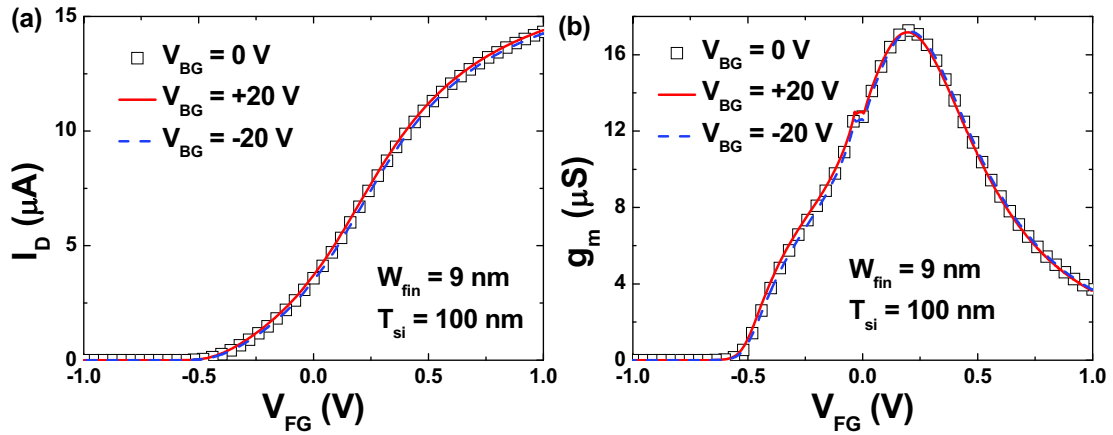 (a)
15
10
5
0
I_D (μA)
V_BG = 0 V
V_BG = +20 V
V_BG = -20 V
W_fin = 9 nm
T_si = 100 nm
-1.0 -0.5 0.0 0.5 1.0
V_FG (V)
(b)
16
12
8
4
0
g_m (μS)
V_BG = 0 V
V_BG = +20 V
V_BG = -20 V
W_fin = 9 nm
T_si = 100 nm
-1.0 -0.5 0.0 0.5 1.0
V_FG (V)